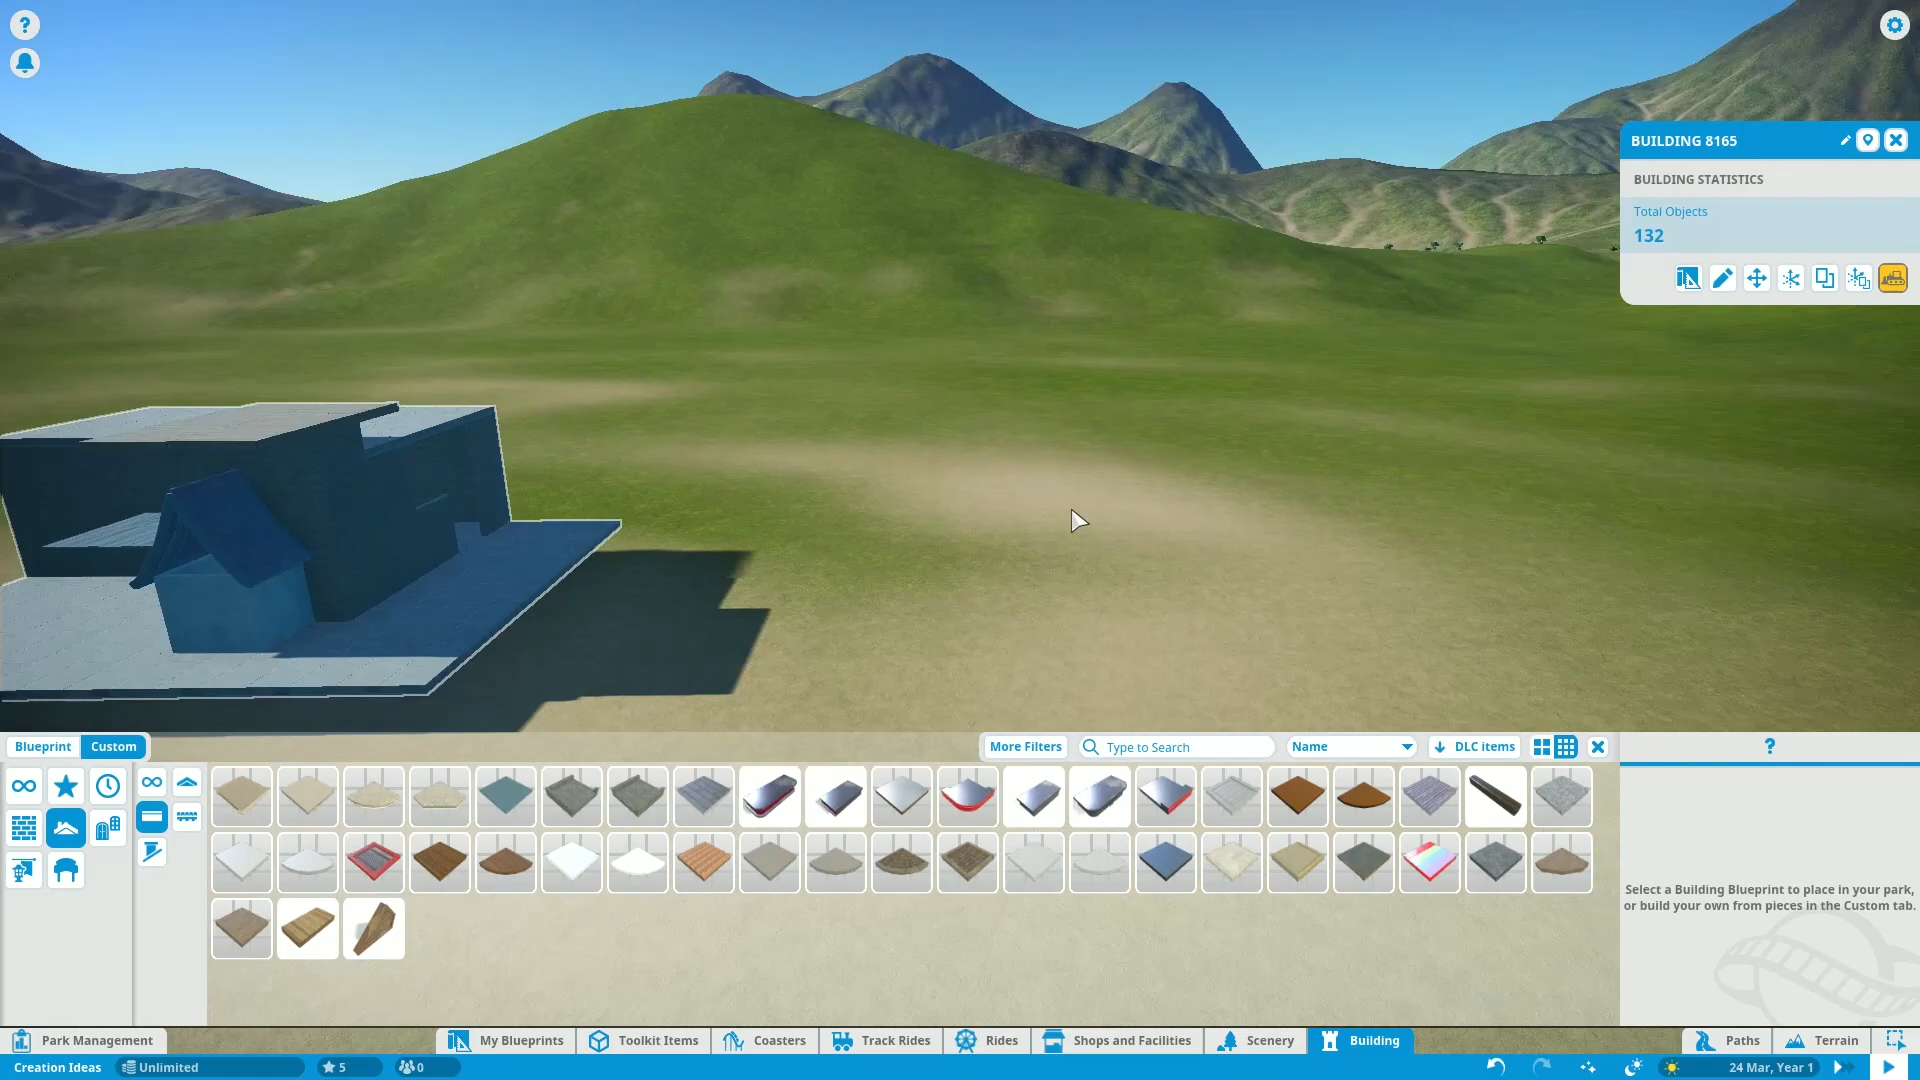 BUILDING 8165
BUILDING STATISTICS
Total Objects
132
Blueprint
Custom
More Filters
Type to Search
Name
DLC items
Select a Building Blueprint to place in your park,
or build your own from pieces in the Custom tab.
Park Management
My Blueprints
Toolkit Items
Coasters
Track Rides
Rides
Shops and Facilities
Scenery
Building
Paths
Terrain
Creation Ideas
Unlimited
5
0
24 Mar, Year 1